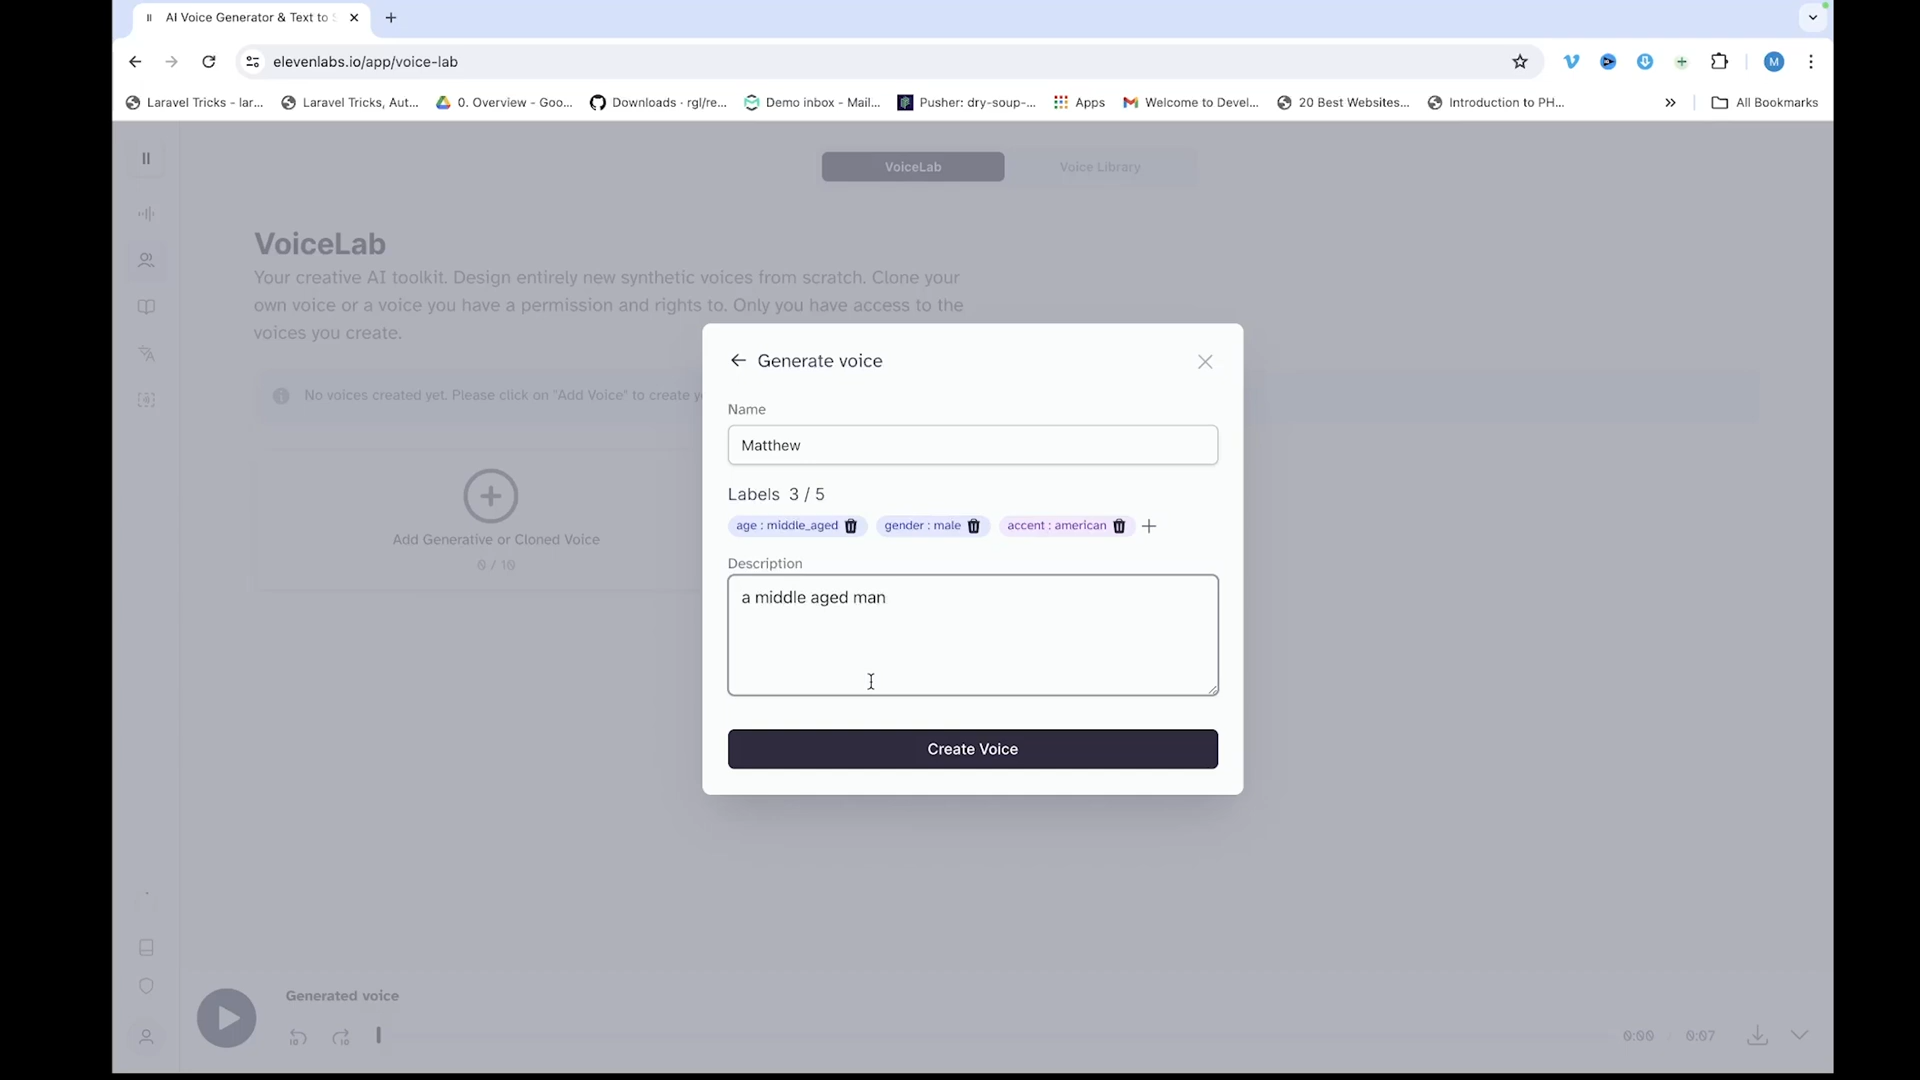 AI Voice Generator & Text to
elevenlabs.io/app/voice-lab
M
Laravel Tricks - lar...
Laravel Tricks, Aut...
0. Overview - Goo...
Downloads · rgl/re...
Demo inbox - Mail...
Pusher: dry-soup-...
Apps
Welcome to Devel...
20 Best Websites...
Introduction to PH...
All Bookmarks
VoiceLab
Voice Library
VoiceLab
Your creative AI toolkit. Design entirely new synthetic voices from scratch. Clone your
own voice or a voice you have a permission and rights to. Only you have access to the
voices you create.
No voices created yet. Please click on "Add Voice" to create
Add Generative or Cloned Voice
0 / 10
Generate voice
Name
Matthew
Labels 3 / 5
age : middle_aged
gender : male
accent : american
Description
a middle aged man
Create Voice
Generated voice
10
10
0:00
0:07